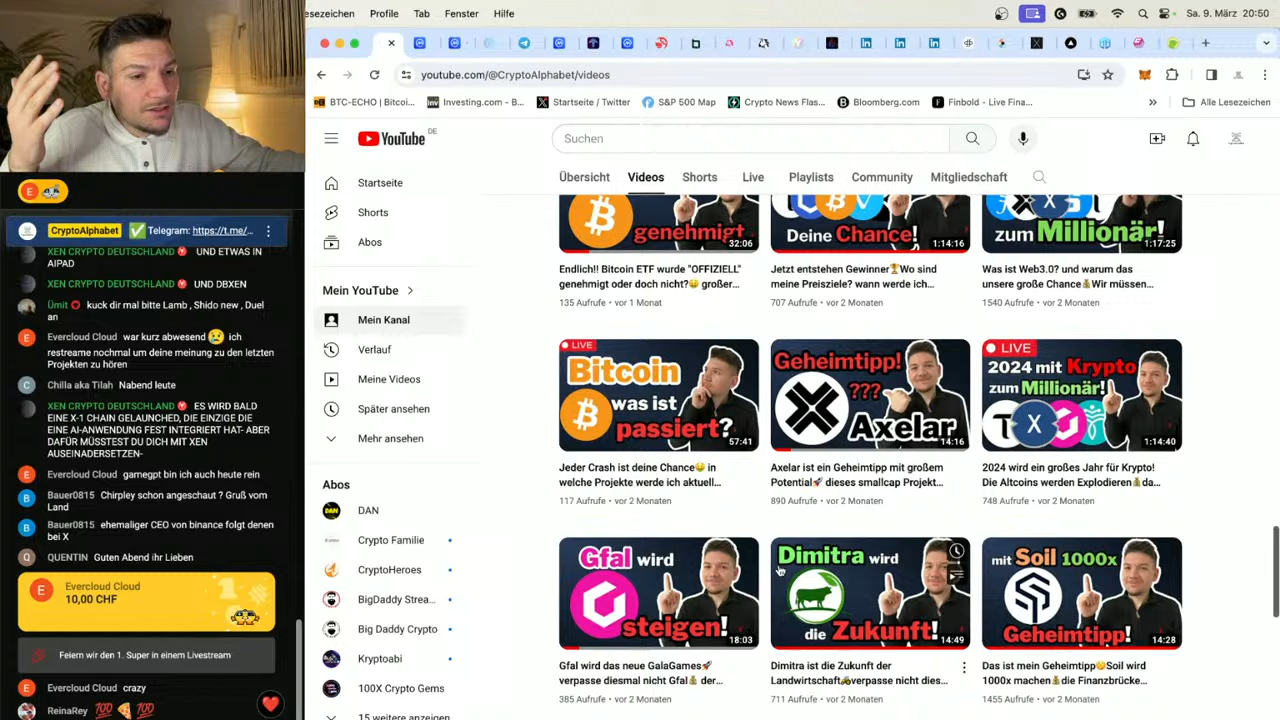 esezeichen Profile Tab Fenster Hilfe
Sa. 9. März 20:50
youtube.com/@CryptoAlphabet/videos
BTC-ECHO | Bitcoi... Investing.com - B... Startseite / Twitter S&P 500 Map Crypto News Flas... Bloomberg.com Finbold - Live Fina... » Alle Lesezeichen
YouTube DE
Suchen
Übersicht Videos Shorts Live Playlists Community Mitgliedschaft
Startseite
Shorts
Abos
Mein YouTube
Mein Kanal
Verlauf
Meine Videos
Später ansehen
Mehr ansehen
Abos
DAN
Crypto Familie
CryptoHeroes
BigDaddy Strea...
Big Daddy Crypto
Kryptoabi
100X Crypto Gems
15 weitere anzeigen
genehmigt
32:06
Endlich!! Bitcoin ETF wurde "OFFIZIELL"
genehmigt oder doch nicht?🤑 großer...
135 Aufrufe • vor 1 Monat
Deine Chance!
1:14:16
Jetzt entstehen Gewinner🏆Wo sind
meine Preisziele? wann werde ich...
707 Aufrufe • vor 2 Monaten
zum Millionär!
1:17:25
Was ist Web3.0? und warum das
unsere große Chance💰Wir müssen...
1540 Aufrufe • vor 2 Monaten
LIVE
Bitcoin
was ist
passiert?
57:41
Jeder Crash ist deine Chance🤑 in
welche Projekte werde ich aktuell...
117 Aufrufe • vor 2 Monaten
Geheimtipp!
???
Axelar
14:16
Axelar ist ein Geheimtipp mit großem
Potential🚀 dieses smallcap Projekt...
890 Aufrufe • vor 2 Monaten
LIVE
2024 mit Krypto
zum Millionär!
X
1:14:40
2024 wird ein großes Jahr für Krypto!
Die Altcoins werden Explodieren💰da...
748 Aufrufe • vor 2 Monaten
Gfal wird
steigen!
18:03
Gfal wird das neue GalaGames🚀
verpasse diesmal nicht Gfal💰 der...
385 Aufrufe • vor 2 Monaten
Dimitra wird
die Zukunft!
14:49
Dimitra ist die Zukunft der
Landwirtschaft🚜verpasse nicht dies...
711 Aufrufe • vor 2 Monaten
mit Soil 1000x
Geheimtipp!
14:28
Das ist mein Geheimtipp🤫Soil wird
1000x machen💰die Finanzbrücke...
1455 Aufrufe • vor 2 Monaten
E
CryptoAlphabet ✅ Telegram: https://t.me/...
XEN CRYPTO DEUTSCHLAND UND ETWAS IN
AIPAD
XEN CRYPTO DEUTSCHLAND UND DBXEN
Ümit ⭕ kuck dir mal bitte Lamb , Shido new , Duel
an
Evercloud Cloud war kurz abwesend 😢 ich
restreame nochmal um deine meinung zu den letzten
Projekten zu hören
Chilla aka Tilah Nabend leute
XEN CRYPTO DEUTSCHLAND ES WIRD BALD
EINE X-1 CHAIN GELAUNCHED, DIE EINZIGE DIE
EINE AI-ANWENDUNG FEST INTEGRIERT HAT- ABER
DAFÜR MÜSSTEST DU DICH MIT XEN
AUSEINADERSETZEN-
Evercloud Cloud gamegpt bin ich auch heute rein
Bauer0815 Chirpley schon angeschaut ? Gruß vom
Land
Bauer0815 ehemaliger CEO von binance folgt denen
bei X
QUENTIN Guten Abend ihr Lieben
Evercloud Cloud
10,00 CHF
Feiern wir den 1. Super in einem Livestream
Evercloud Cloud crazy
ReinaRey 💯 🍕 💯